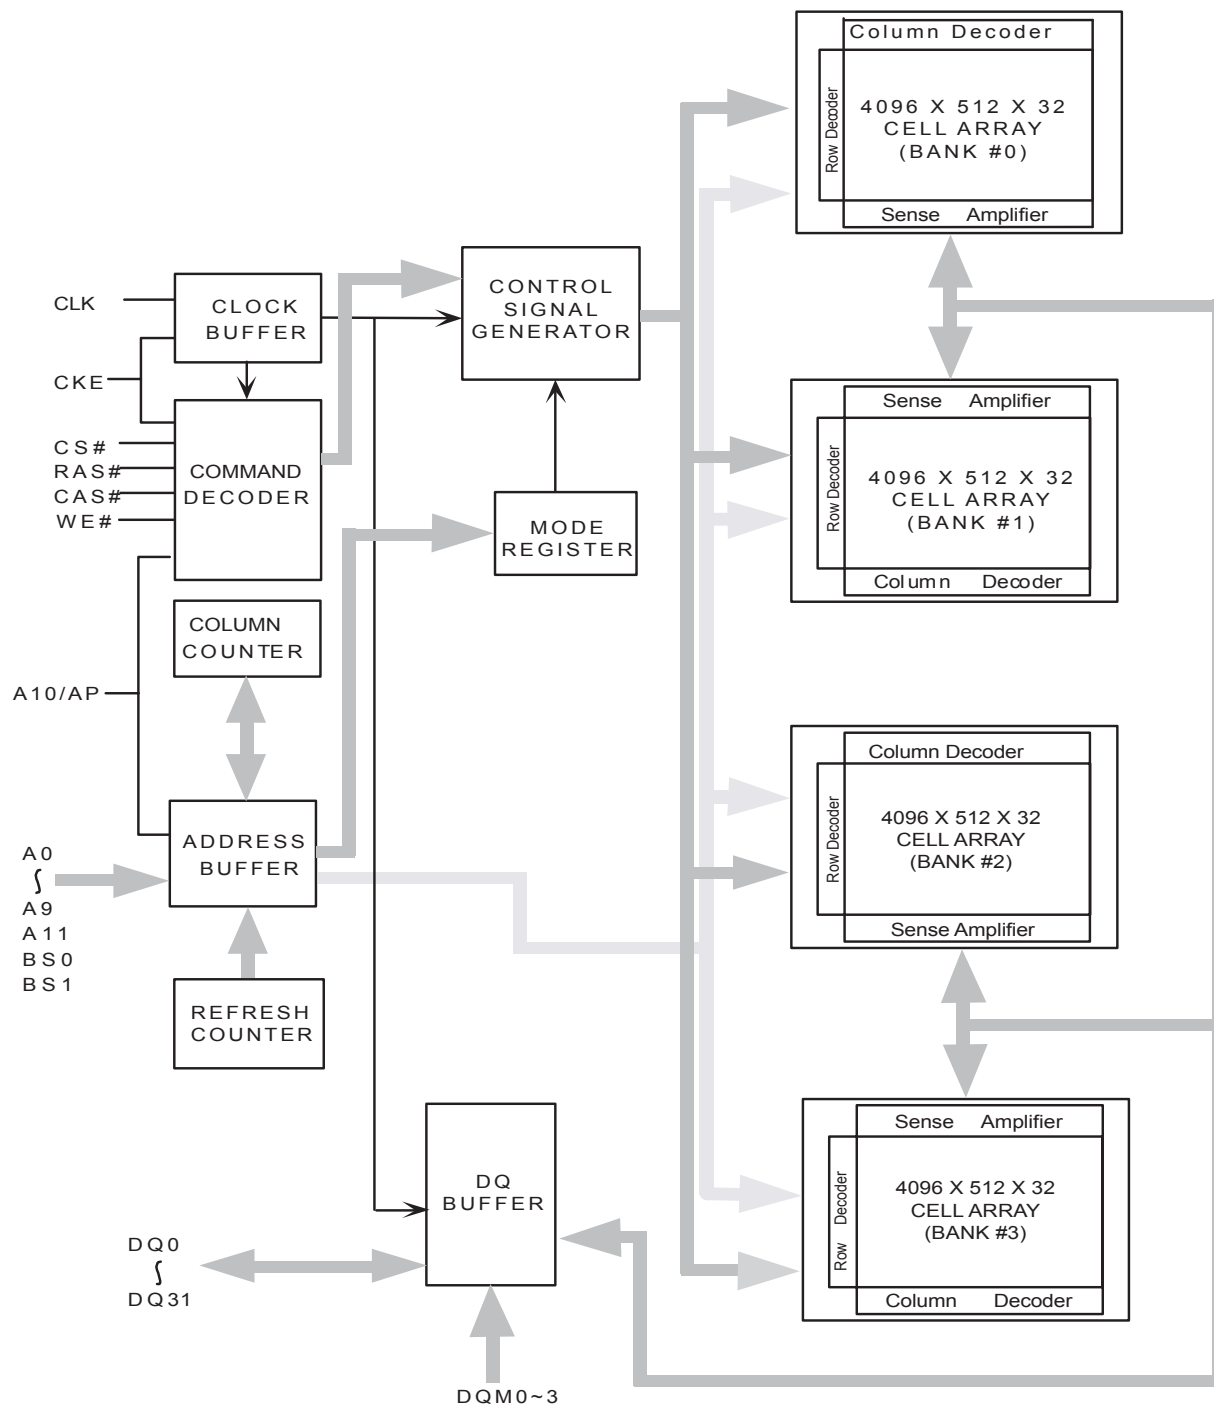 Column Decoder
Row Decoder
4096 X 512 X 32
CELL ARRAY
(BANK #0)
Sense Amplifier
CLK
CKE
CS#
RAS#
CAS#
WE#
CLOCK
BUFFER
COMMAND
DECODER
CONTROL
SIGNAL
GENERATOR
MODE
REGISTER
Sense Amplifier
Row Decoder
4096 X 512 X 32
CELL ARRAY
(BANK #1)
Column Decoder
COLUMN
COUNTER
A10/AP
ADDRESS
BUFFER
A0
A9
A11
BS0
BS1
REFRESH
COUNTER
Column Decoder
Row Decoder
4096 X 512 X 32
CELL ARRAY
(BANK #2)
Sense Amplifier
Sense Amplifier
Row Decoder
4096 X 512 X 32
CELL ARRAY
(BANK #3)
Column Decoder
DQ
BUFFER
DQ0
DQ31
DQM0~3